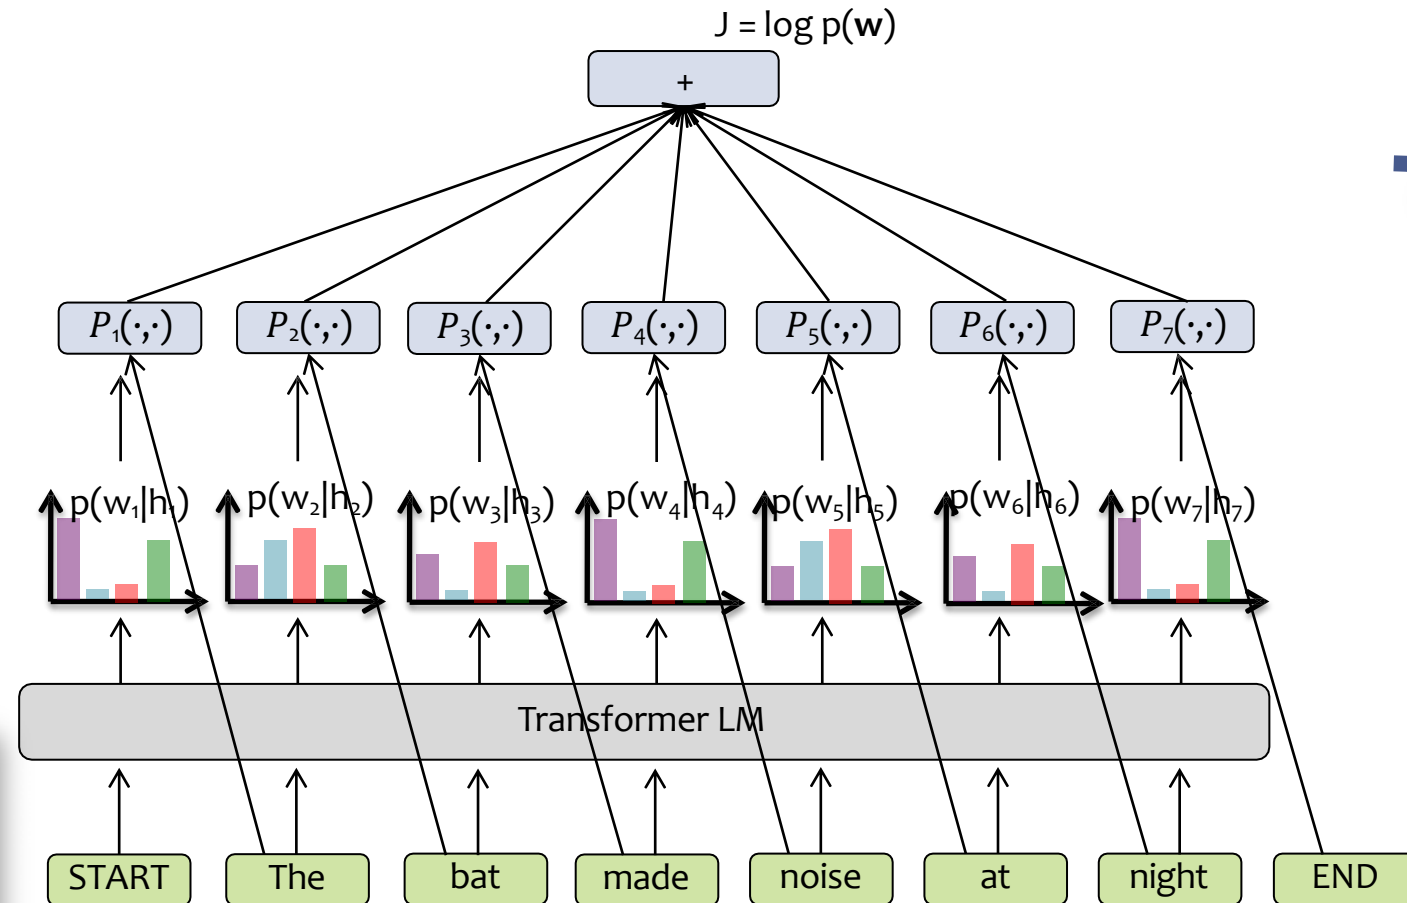 J = log p(w)
+
P₁(·,·) P₂(·,·) P₃(·,·) P₄(·,·) P₅(·,·) P₆(·,·) P₇(·,·)
p(w₁|h₁) p(w₂|h₂) p(w₃|h₃) p(w₄|h₄) p(w₅|h₅) p(w₆|h₆) p(w₇|h₇)
Transformer LM
START The bat made noise at night END